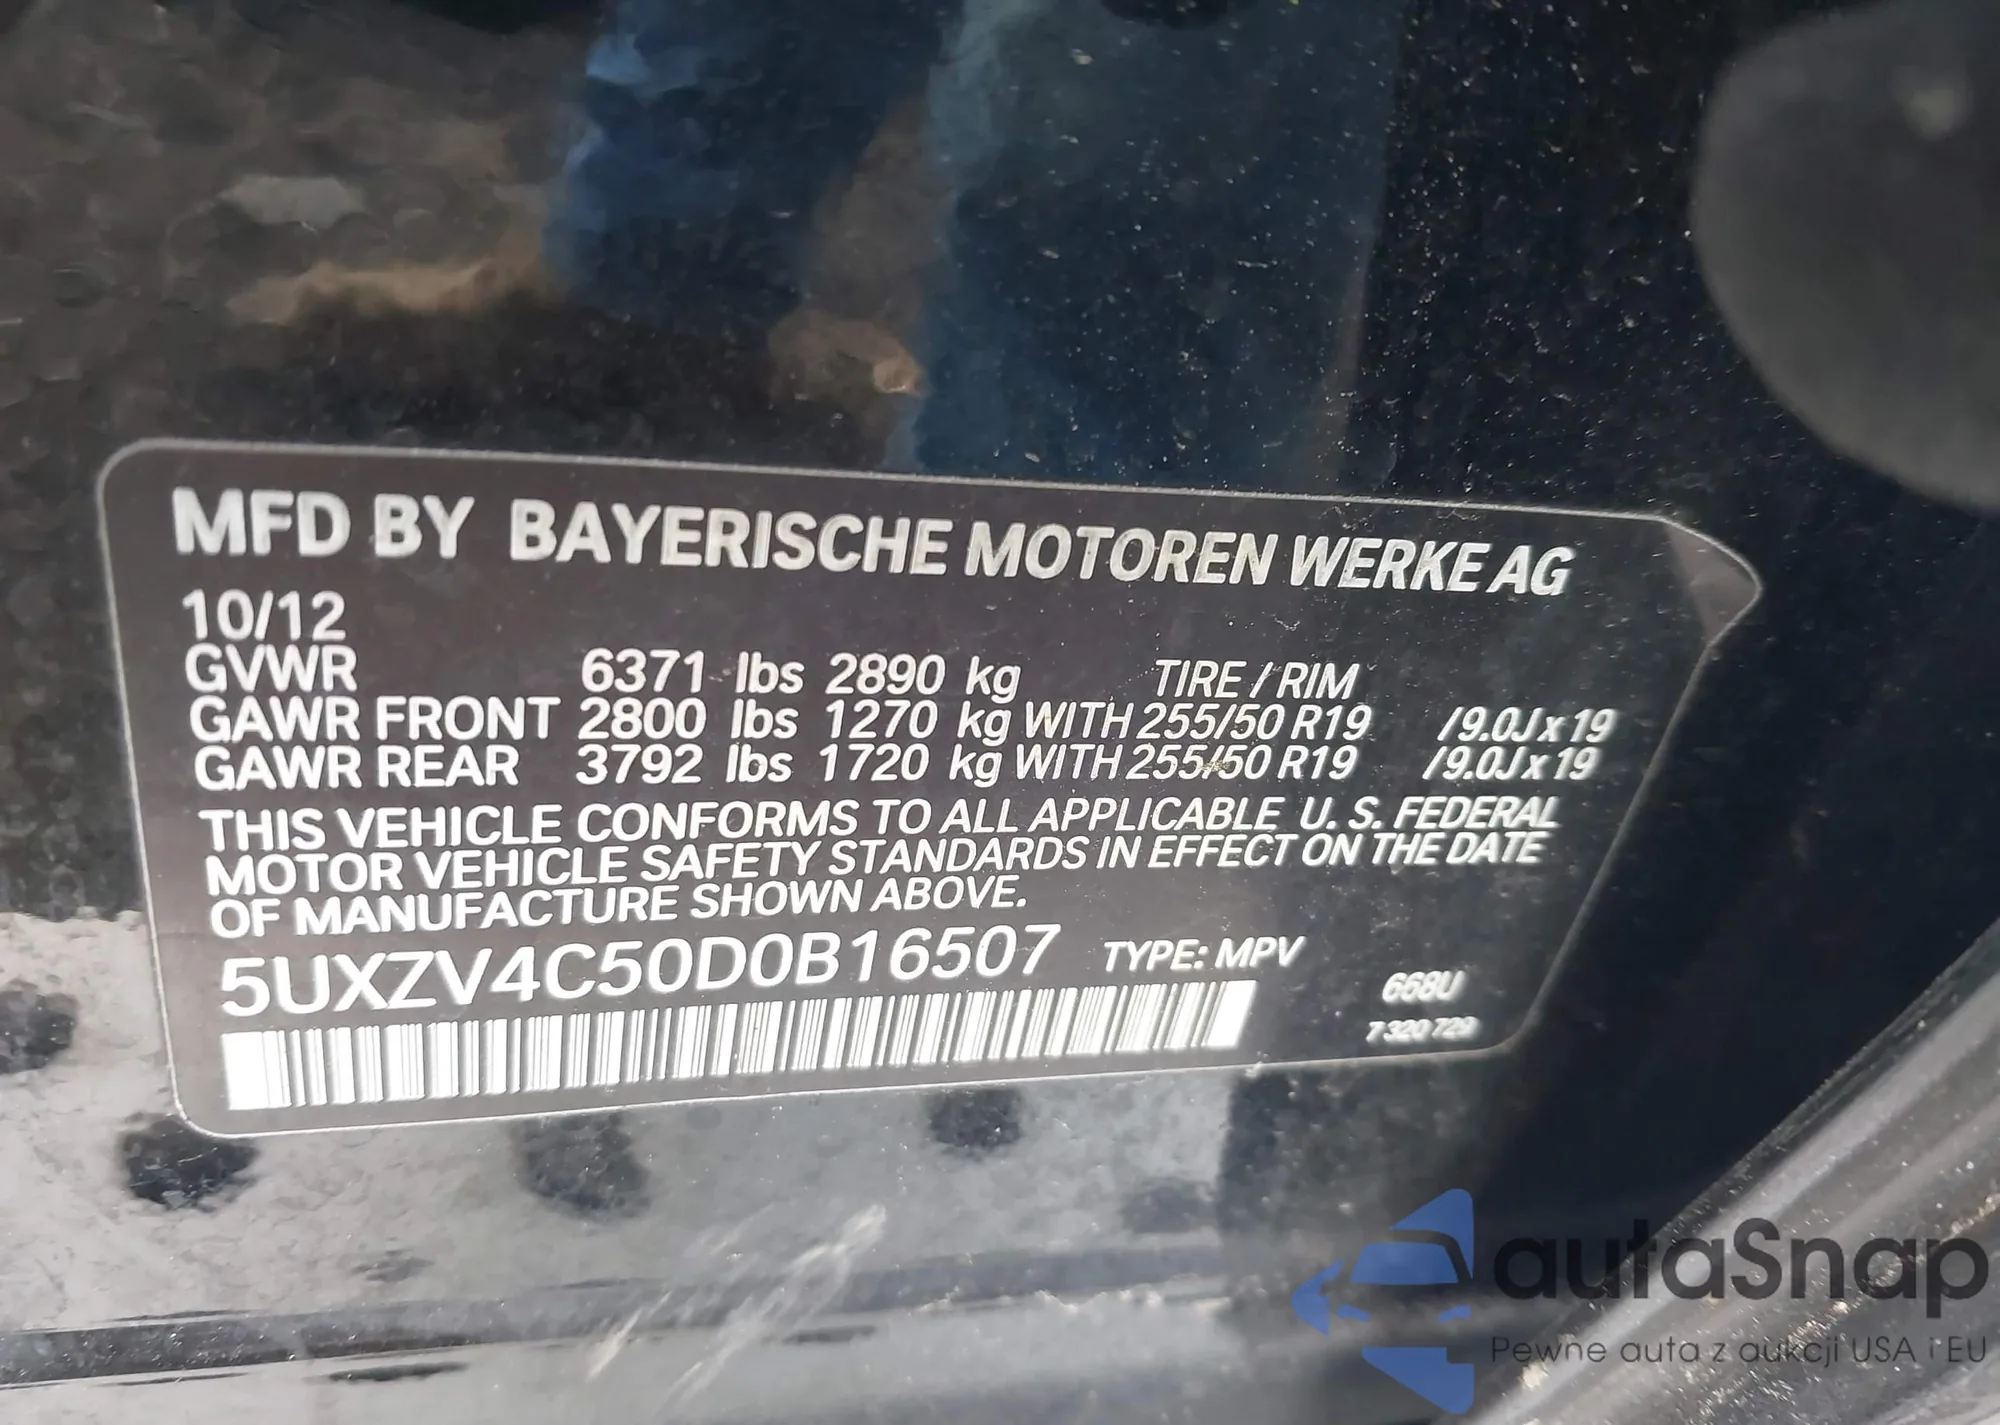 MFD BY BAYERISCHE MOTOREN WERKE AG
10/12
GVWR 6371 lbs 2890 kg TIRE / RIM
GAWR FRONT 2800 lbs 1270 kg WITH 255/50 R19 /9.0J x 19
GAWR REAR 3792 lbs 1720 kg WITH 255/50 R19 /9.0J x 19
THIS VEHICLE CONFORMS TO ALL APPLICABLE U. S. FEDERAL
MOTOR VEHICLE SAFETY STANDARDS IN EFFECT ON THE DATE
OF MANUFACTURE SHOWN ABOVE.
5UXZV4C50D0B16507 TYPE: MPV
668U
7 320 729
autaSnap
Pewne auta z aukcji USA i EU